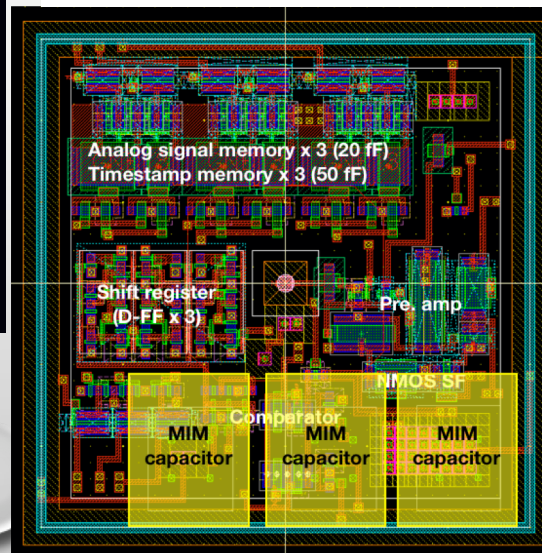 Analog signal memory x 3 (20 fF)
Timestamp memory x 3 (50 fF)
Shift register
(D-FF x 3)
Pre. amp
NMOS SF
Comparator
MIM
capacitor
MIM
capacitor
MIM
capacitor